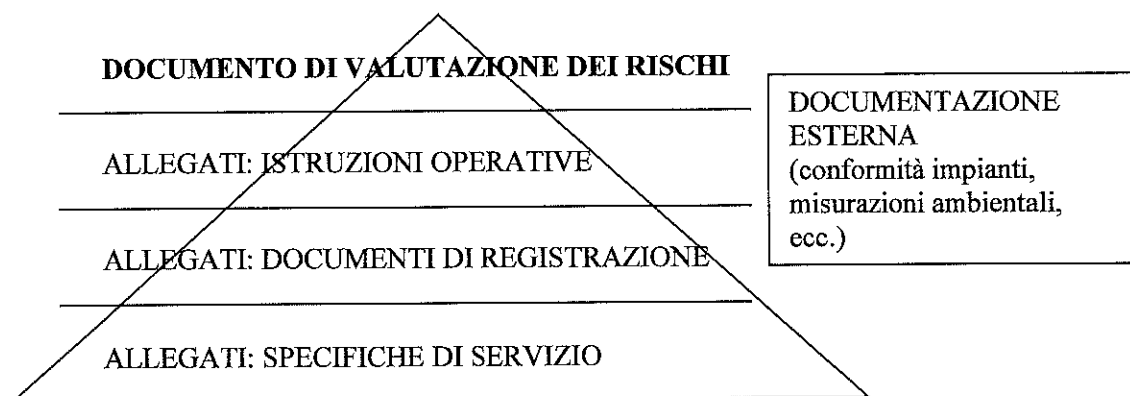 DOCUMENTO DI VALUTAZIONE DEI RISCHI
ALLEGATI: ISTRUZIONI OPERATIVE
ALLEGATI: DOCUMENTI DI REGISTRAZIONE
ALLEGATI: SPECIFICHE DI SERVIZIO
DOCUMENTAZIONE
ESTERNA
(conformità impianti,
misurazioni ambientali,
ecc.)